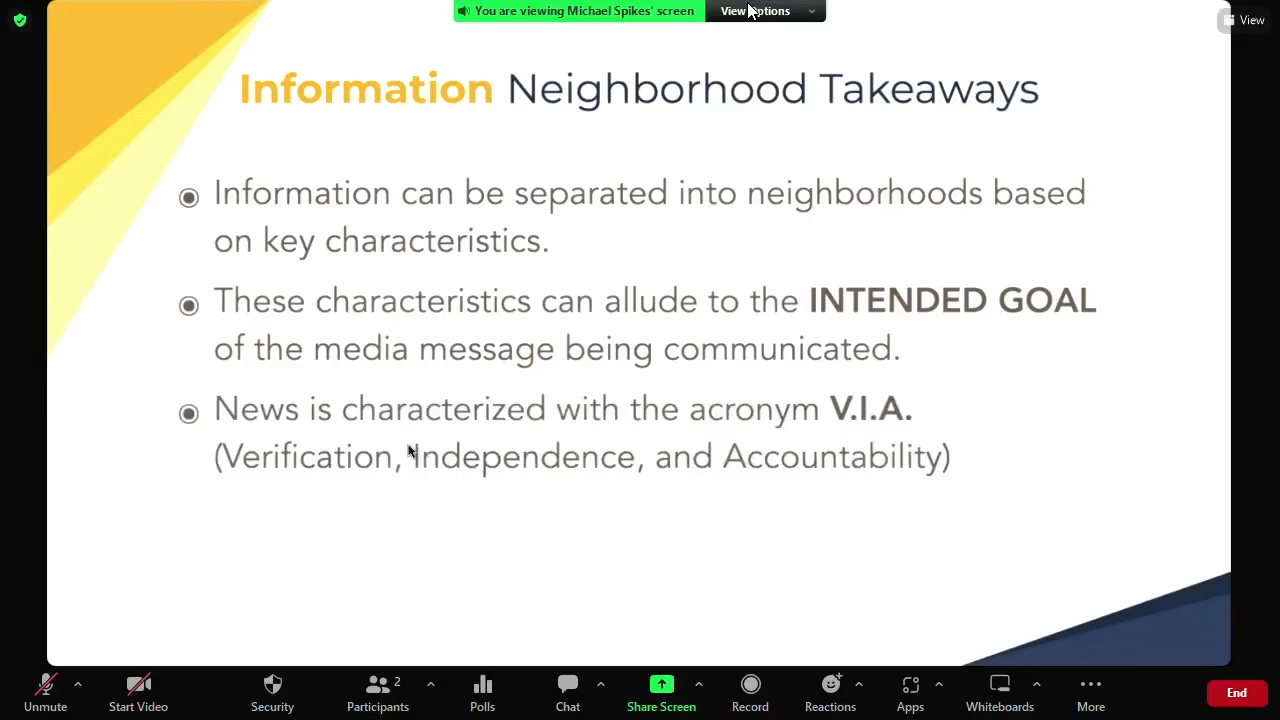 You are viewing Michael Spikes' screen
View Options
View
Information Neighborhood Takeaways
Information can be separated into neighborhoods based
on key characteristics.
These characteristics can allude to the INTENDED GOAL
of the media message being communicated.
News is characterized with the acronym V.I.A.
(Verification, Independence, and Accountability)
Unmute
Start Video
Security
2
Participants
Polls
Chat
Share Screen
Record
Reactions
Apps
Whiteboards
More
End